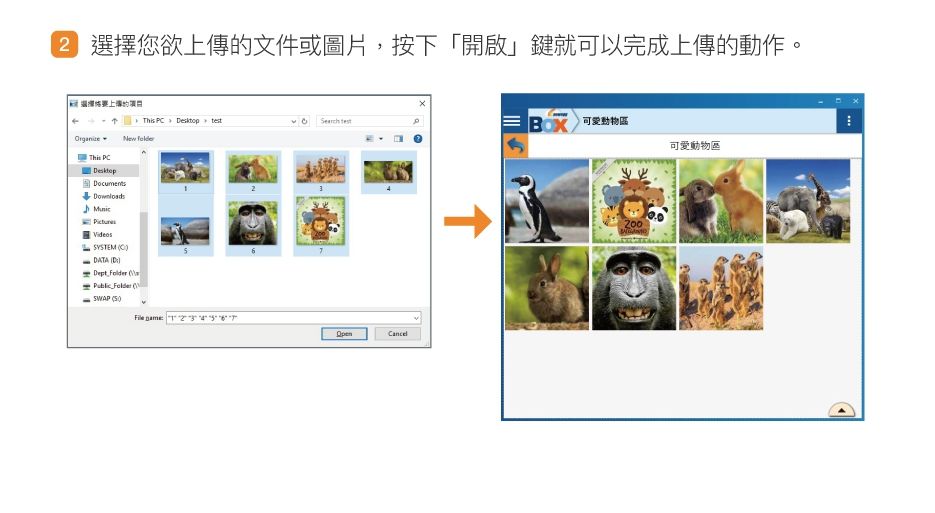 2 選擇您欲上傳的文件或圖片，按下「開啟」鍵就可以完成上傳的動作。
選擇將要上傳的項目
This PC › Desktop › test
Search test
Organize
New folder
This PC
Desktop
Documents
Downloads
Music
Pictures
Videos
SYSTEM (C:)
DATA (D:)
Dept_Folder (\\s
Public_Folder (\\
SWAP (S:)
1
2
3
4
5
6
7
File name: "1" "2" "3" "4" "5" "6" "7"
Open
Cancel
BOX
可愛動物區
可愛動物區
ZOO